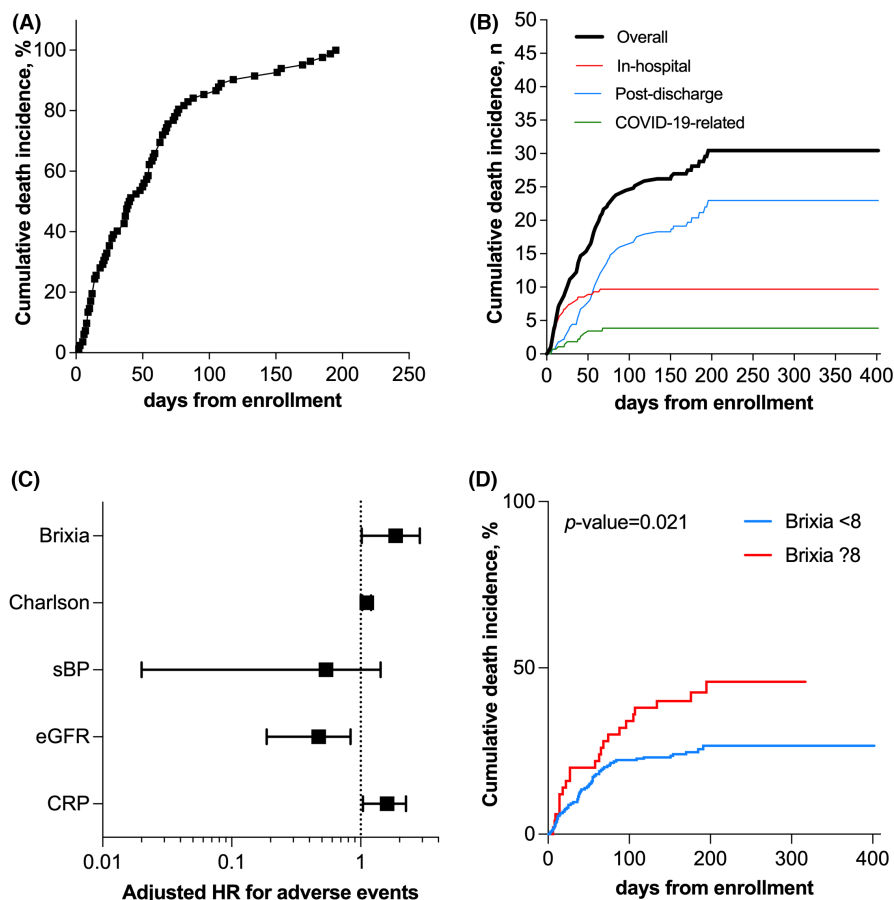 (A)
Cumulative death incidence, %
100
80
60
40
20
0
0 50 100 150 200 250
days from enrollment
(B)
Cumulative death incidence, n
50
45
40
35
30
25
20
15
10
5
0
Overall
In-hospital
Post-discharge
COVID-19-related
0 50 100 150 200 250 300 350 400
days from enrollment
(C)
Brixia
Charlson
sBP
eGFR
CRP
0.01 0.1 1
Adjusted HR for adverse events
(D)
Cumulative death incidence, %
100
50
0
p-value=0.021
Brixia <8
Brixia ?8
0 100 200 300 400
days from enrollment